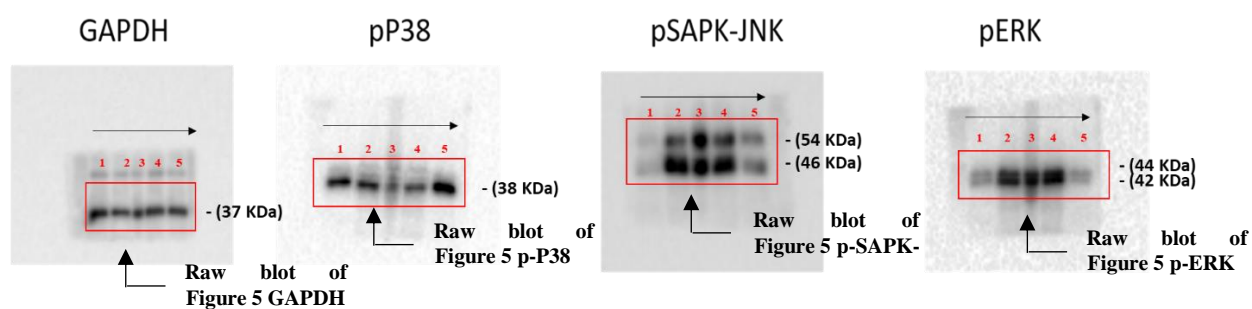 GAPDH
1 2 3 4 5
- (37 KDa)
Raw blot of
Figure 5 GAPDH
pP38
1 2 3 4 5
- (38 KDa)
Raw blot of
Figure 5 p-P38
pSAPK-JNK
1 2 3 4 5
- (54 KDa)
- (46 KDa)
Raw blot of
Figure 5 p-SAPK-
pERK
1 2 3 4 5
- (44 KDa)
- (42 KDa)
Raw blot of
Figure 5 p-ERK